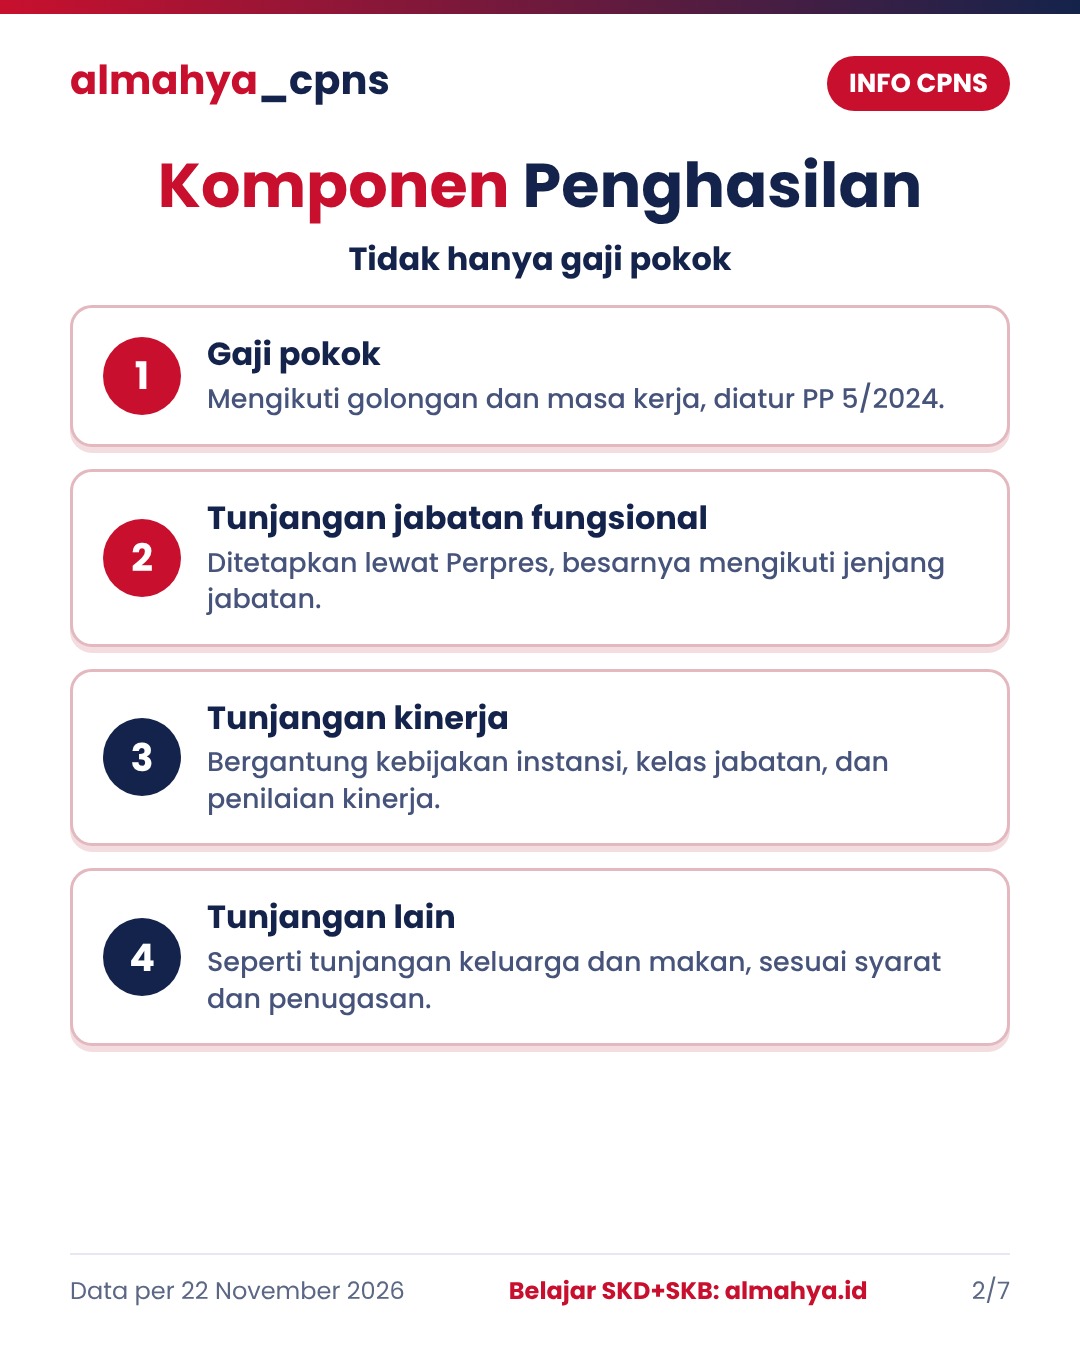 almahya_cpns
INFO CPNS
Komponen Penghasilan
Tidak hanya gaji pokok
1
Gaji pokok
Mengikuti golongan dan masa kerja, diatur PP 5/2024.
2
Tunjangan jabatan fungsional
Ditetapkan lewat Perpres, besarnya mengikuti jenjang
jabatan.
3
Tunjangan kinerja
Bergantung kebijakan instansi, kelas jabatan, dan
penilaian kinerja.
4
Tunjangan lain
Seperti tunjangan keluarga dan makan, sesuai syarat
dan penugasan.
Data per 22 November 2026
Belajar SKD+SKB: almahya.id
2/7